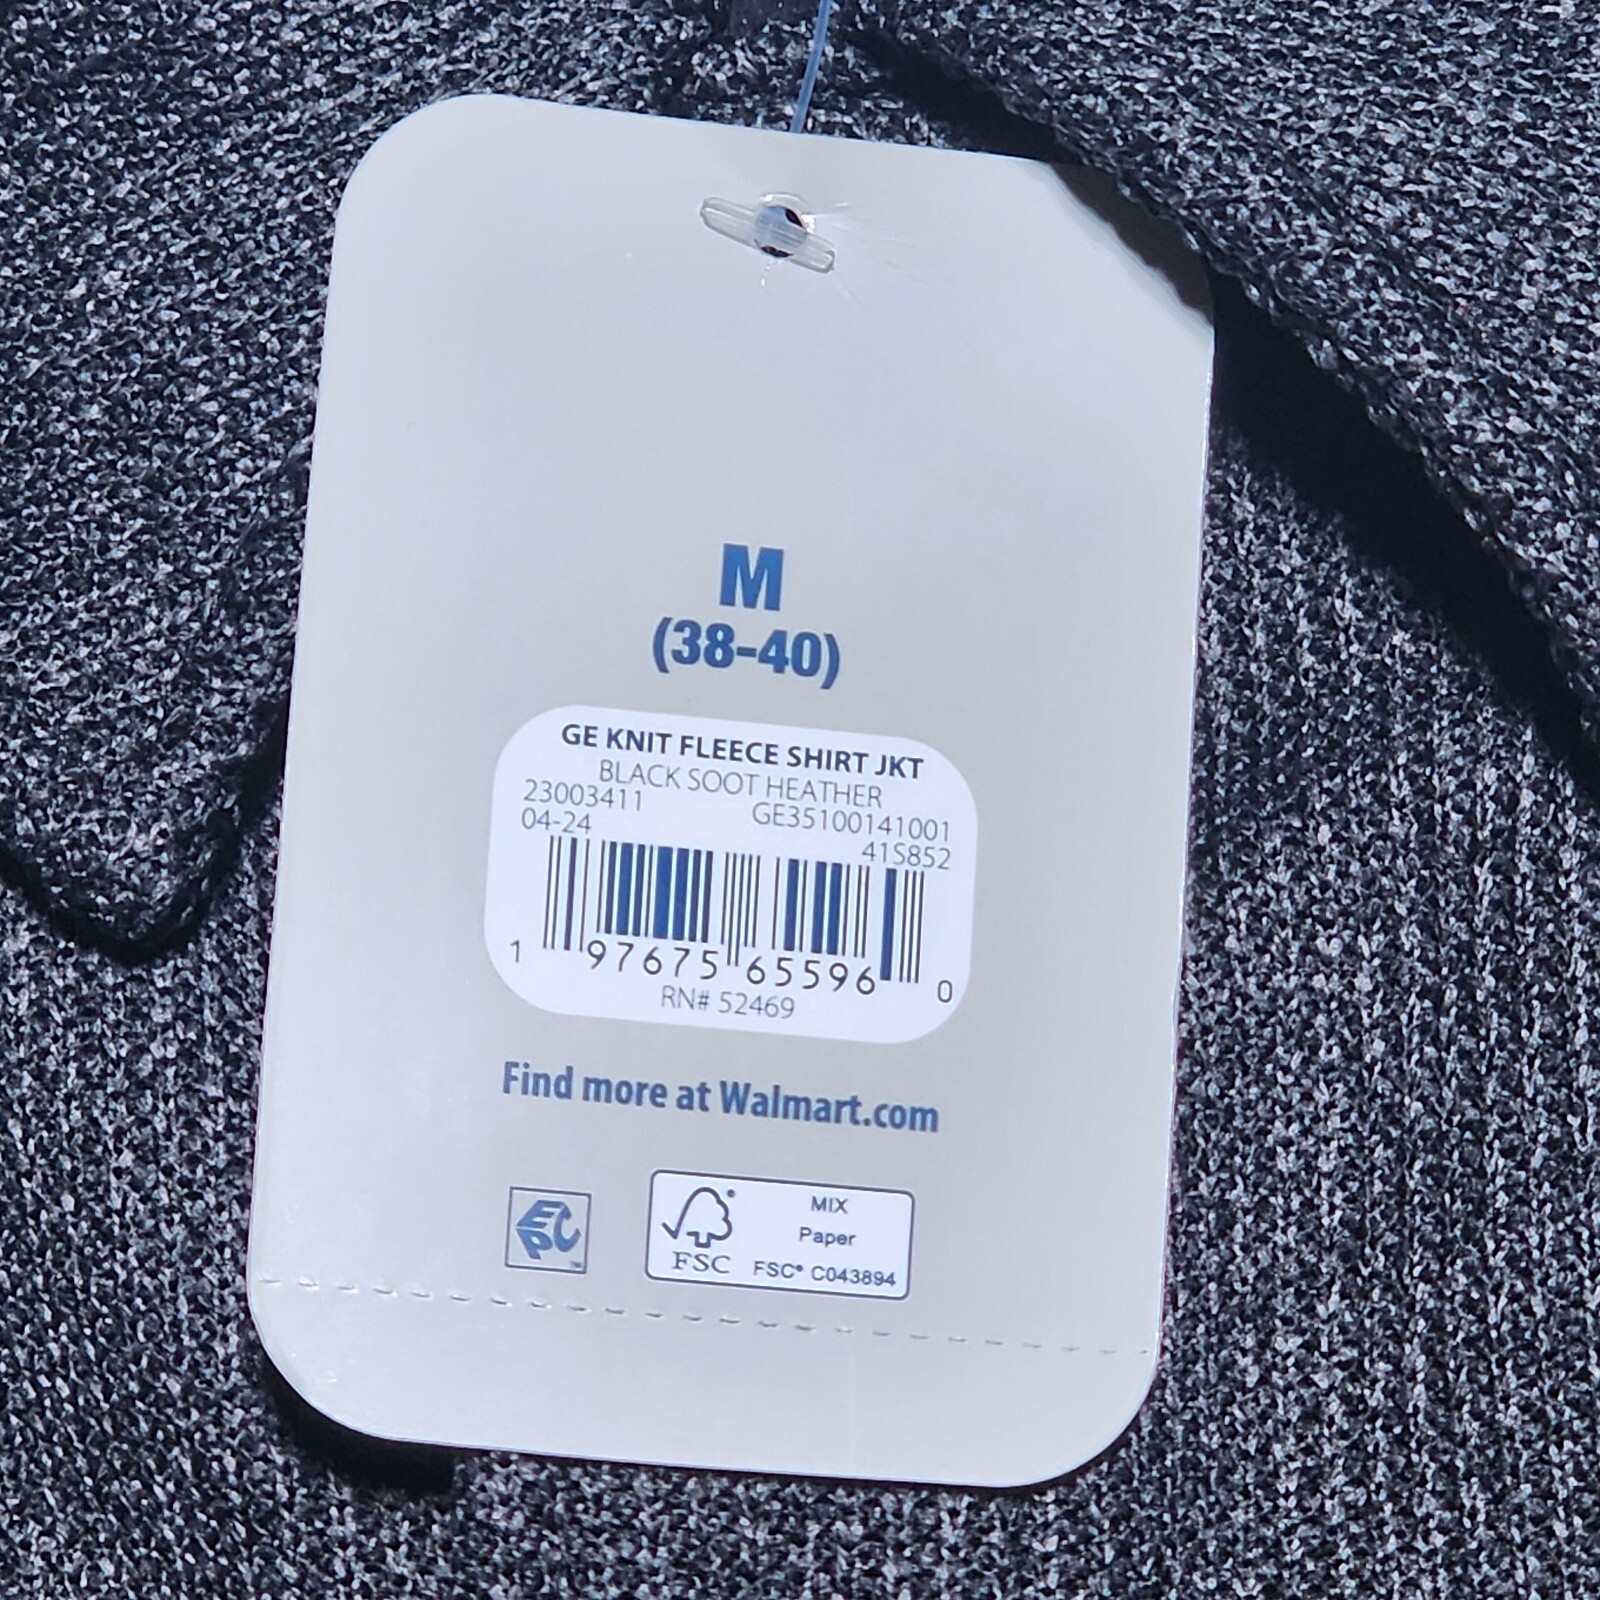 M
(38-40)
GE KNIT FLEECE SHIRT JKT
BLACK SOOT HEATHER
23003411 GE35100141001
04-24 41S852
1 97675 65596 0
RN# 52469
Find more at Walmart.com
EPC™
FSC®
MIX
Paper
FSC® C043894